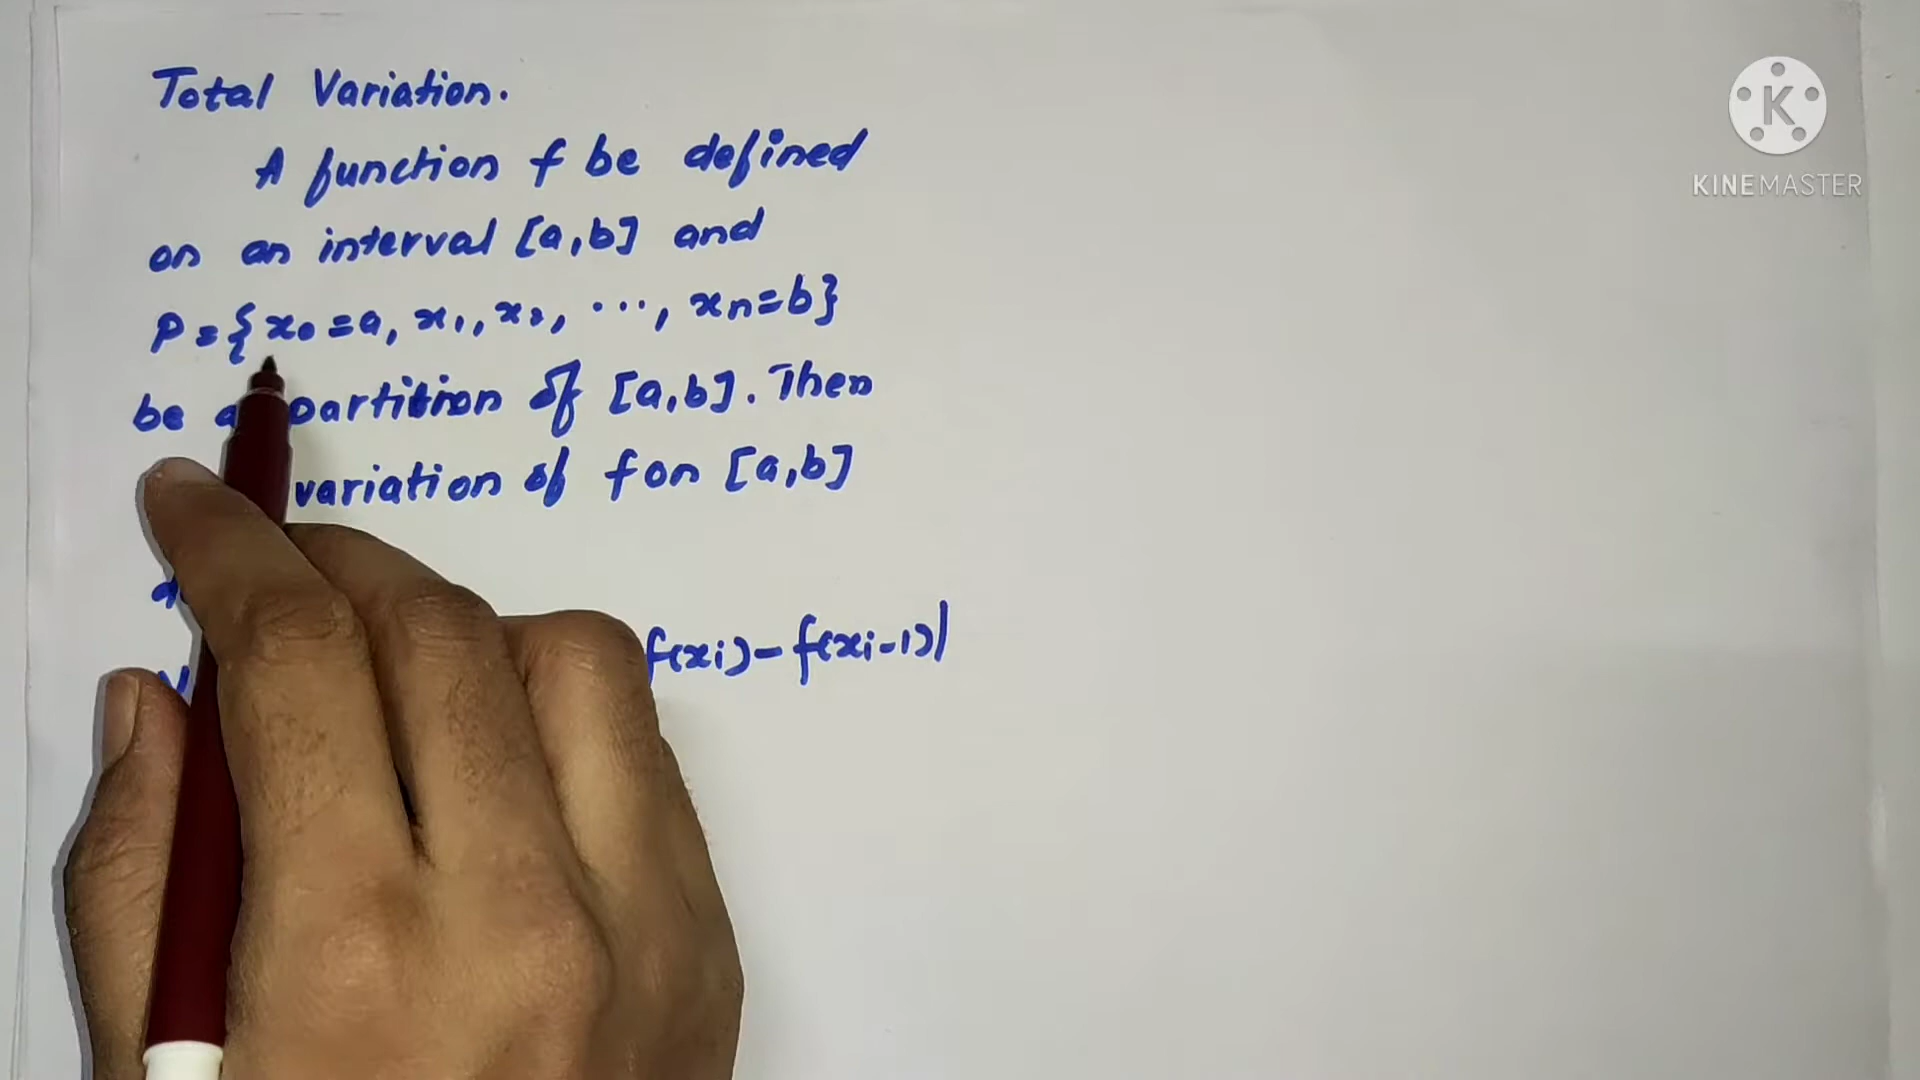 Total Variation.
A function f be defined
on an interval [a,b] and
P={x₀=a, x₁, x₂, ..., xn=b}
be a partition of [a,b]. Then
variation of f on [a,b]
f(xi)-f(xi-1)|
K
KINEMASTER